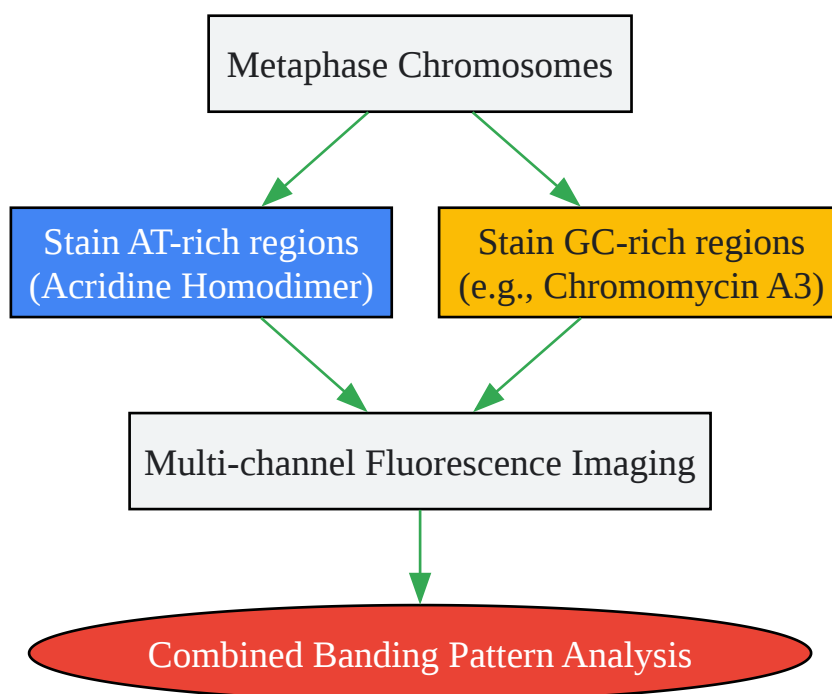 Metaphase Chromosomes
Stain AT-rich regions
(Acridine Homodimer)
Stain GC-rich regions
(e.g., Chromomycin A3)
Multi-channel Fluorescence Imaging
Combined Banding Pattern Analysis